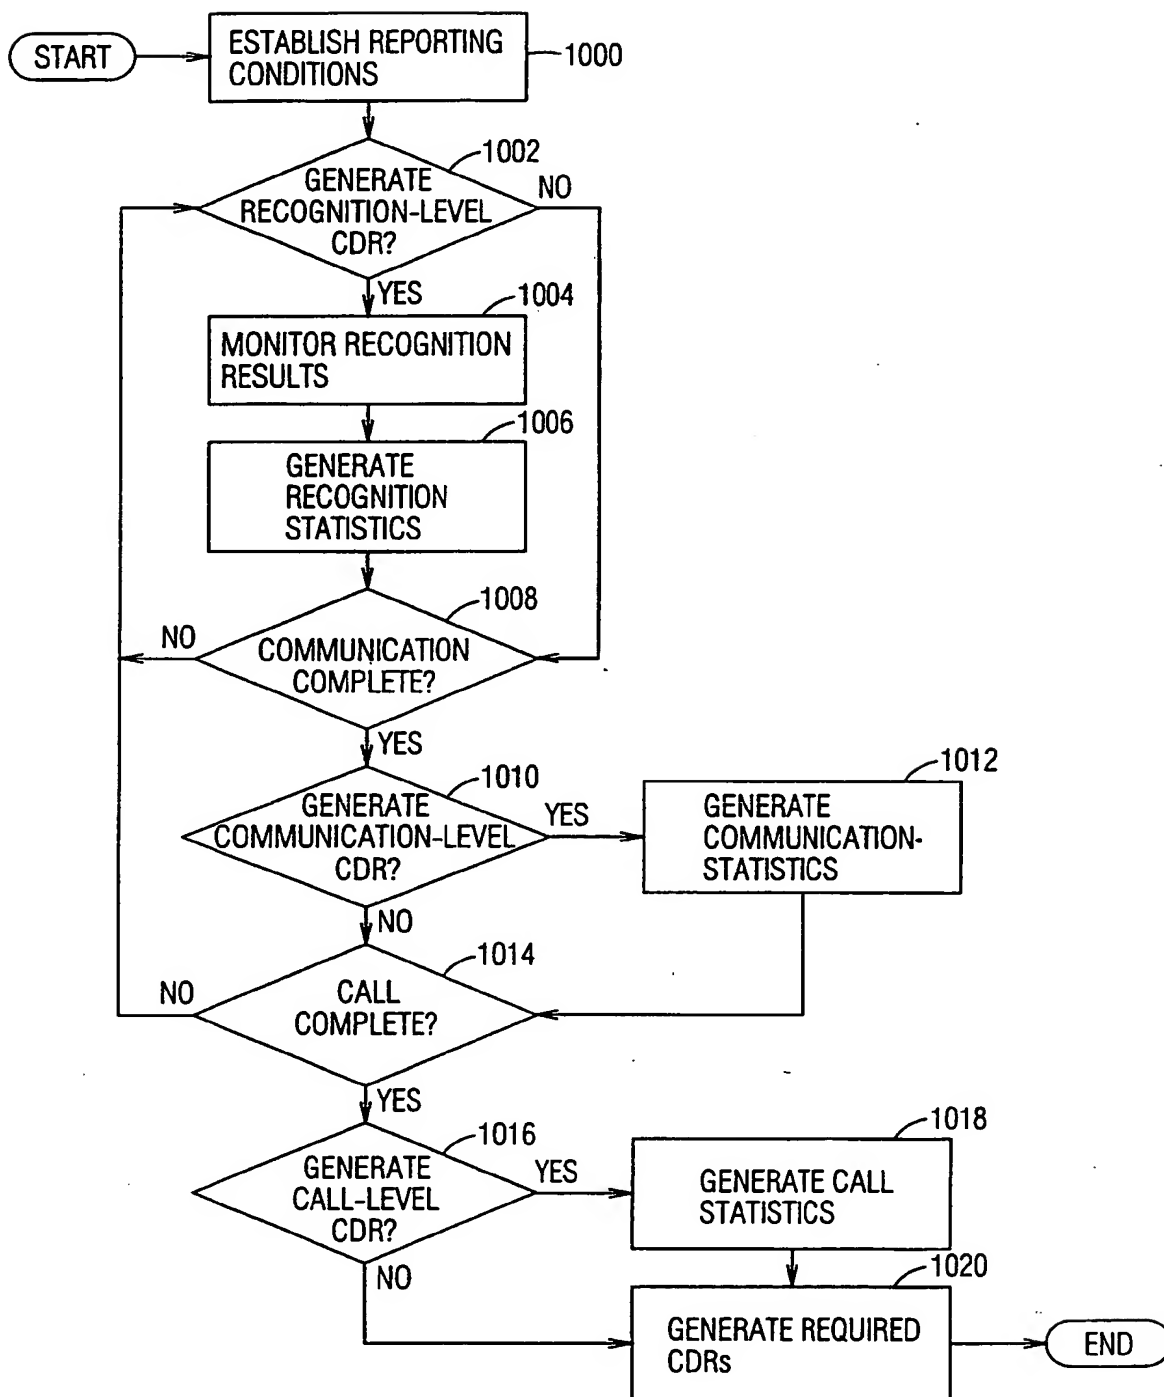 START
ESTABLISH REPORTING
CONDITIONS
1000
1002
GENERATE
RECOGNITION-LEVEL
CDR?
NO
YES
1004
MONITOR RECOGNITION
RESULTS
1006
GENERATE
RECOGNITION
STATISTICS
1008
NO
COMMUNICATION
COMPLETE?
YES
1010
GENERATE
COMMUNICATION-LEVEL
CDR?
YES
1012
GENERATE
COMMUNICATION-
STATISTICS
NO
1014
NO
CALL
COMPLETE?
YES
1016
GENERATE
CALL-LEVEL
CDR?
YES
1018
GENERATE CALL
STATISTICS
NO
1020
GENERATE REQUIRED
CDRs
END